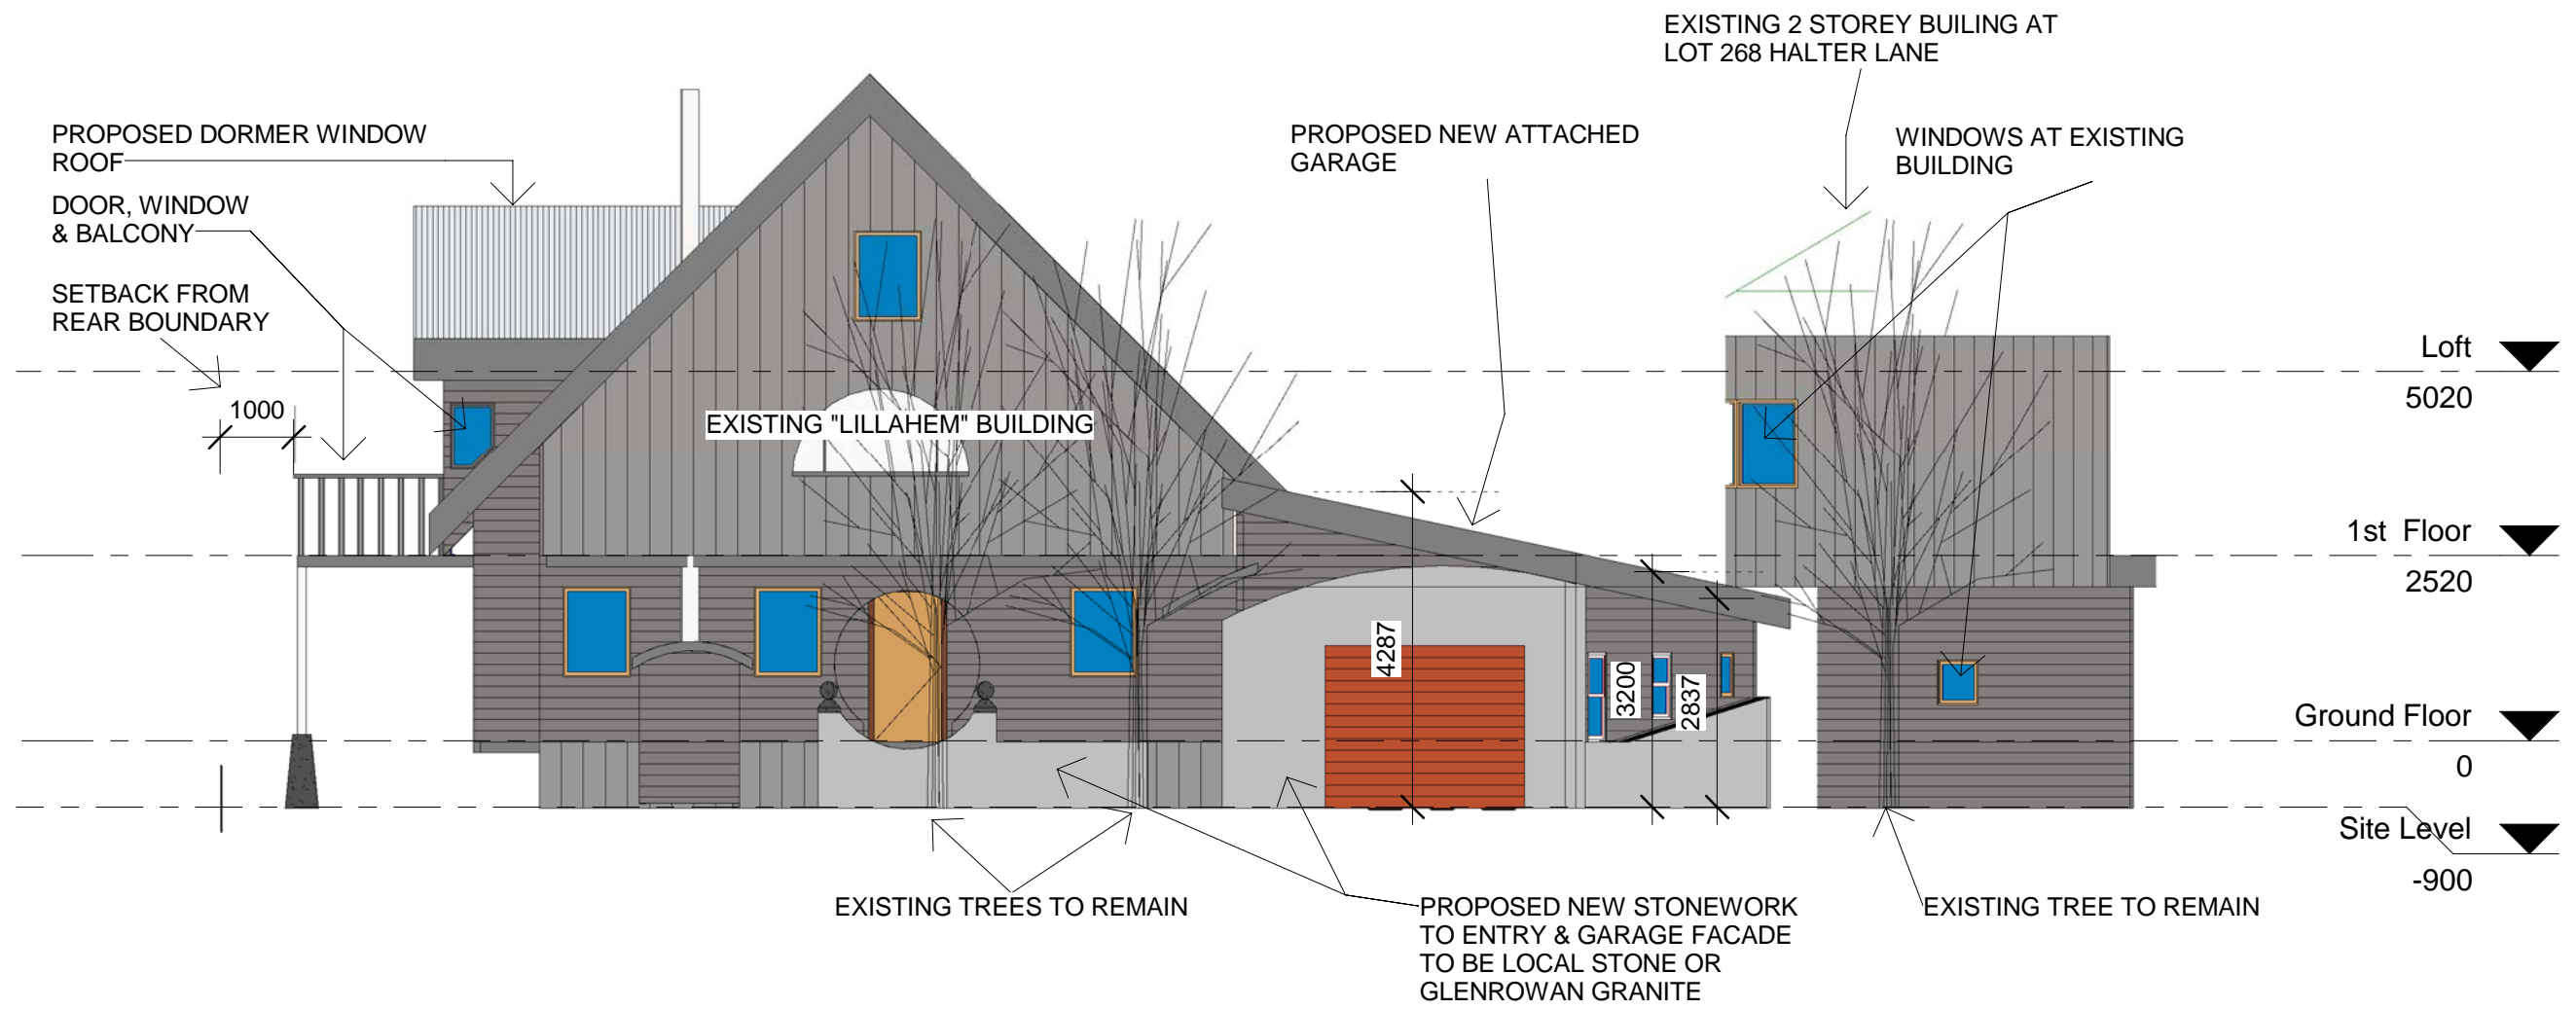 EXISTING 2 STOREY BUILING AT
LOT 268 HALTER LANE
PROPOSED DORMER WINDOW
ROOF
PROPOSED NEW ATTACHED
GARAGE
WINDOWS AT EXISTING
BUILDING
DOOR, WINDOW
& BALCONY
SETBACK FROM
REAR BOUNDARY
1000
EXISTING "LILLAHEM" BUILDING
Loft
5020
1st Floor
2520
4287
3200
2837
Ground Floor
0
Site Level
-900
EXISTING TREES TO REMAIN
PROPOSED NEW STONEWORK
TO ENTRY & GARAGE FACADE
TO BE LOCAL STONE OR
GLENROWAN GRANITE
EXISTING TREE TO REMAIN